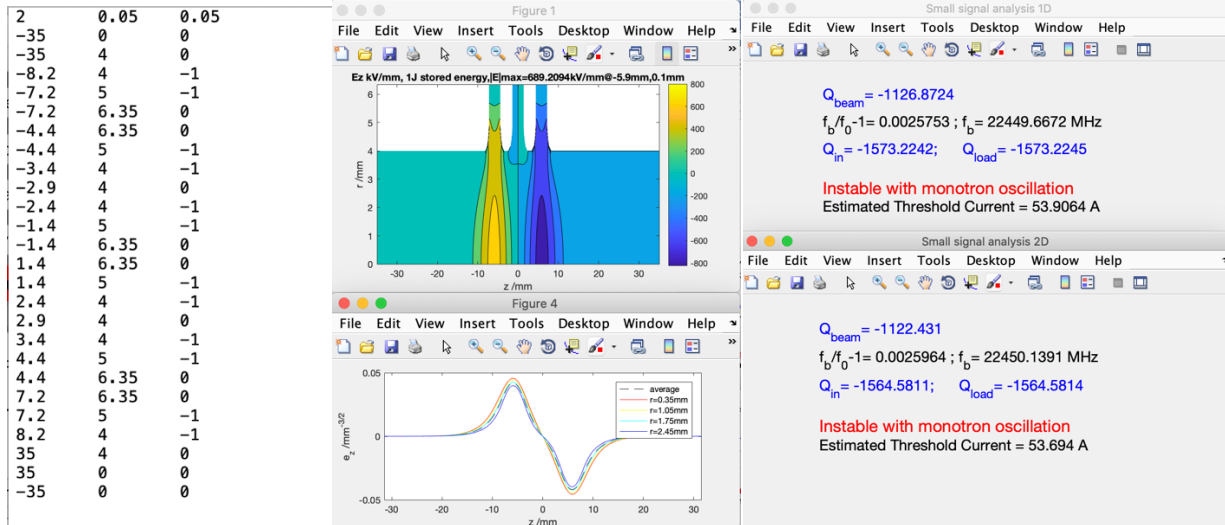 2 0.05 0.05
-35 0 0
-35 4 0
-8.2 4 -1
-7.2 5 -1
-7.2 6.35 0
-4.4 6.35 0
-4.4 5 -1
-3.4 4 -1
-2.9 4 0
-2.4 4 -1
-1.4 5 -1
-1.4 6.35 0
1.4 6.35 0
1.4 5 -1
2.4 4 -1
2.9 4 0
3.4 4 -1
4.4 5 -1
4.4 6.35 0
7.2 6.35 0
7.2 5 -1
8.2 4 -1
35 4 0
35 0 0
-35 0 0
Figure 1
File Edit View Insert Tools Desktop Window Help
Ez kV/mm, 1J stored energy,|E|max=689.2094kV/mm@-5.9mm,0.1mm
r /mm
6
5
4
3
2
1
0
-30 -20 -10 0 10 20 30
z /mm
800
600
400
200
0
-200
-400
-600
-800
Figure 4
File Edit View Insert Tools Desktop Window Help
e_z /mm^-3/2
0.05
0
-0.05
average
r=0.35mm
r=1.05mm
r=1.75mm
r=2.45mm
-30 -20 -10 0 10 20 30
z /mm
Small signal analysis 1D
File Edit View Insert Tools Desktop Window Help
Q_beam= -1126.8724
f_b/f_0-1= 0.0025753 ; f_b= 22449.6672 MHz
Q_in= -1573.2242; Q_load= -1573.2245
Instable with monotron oscillation
Estimated Threshold Current = 53.9064 A
Small signal analysis 2D
File Edit View Insert Tools Desktop Window Help
Q_beam= -1122.431
f_b/f_0-1= 0.0025964 ; f_b= 22450.1391 MHz
Q_in= -1564.5811; Q_load= -1564.5814
Instable with monotron oscillation
Estimated Threshold Current = 53.694 A